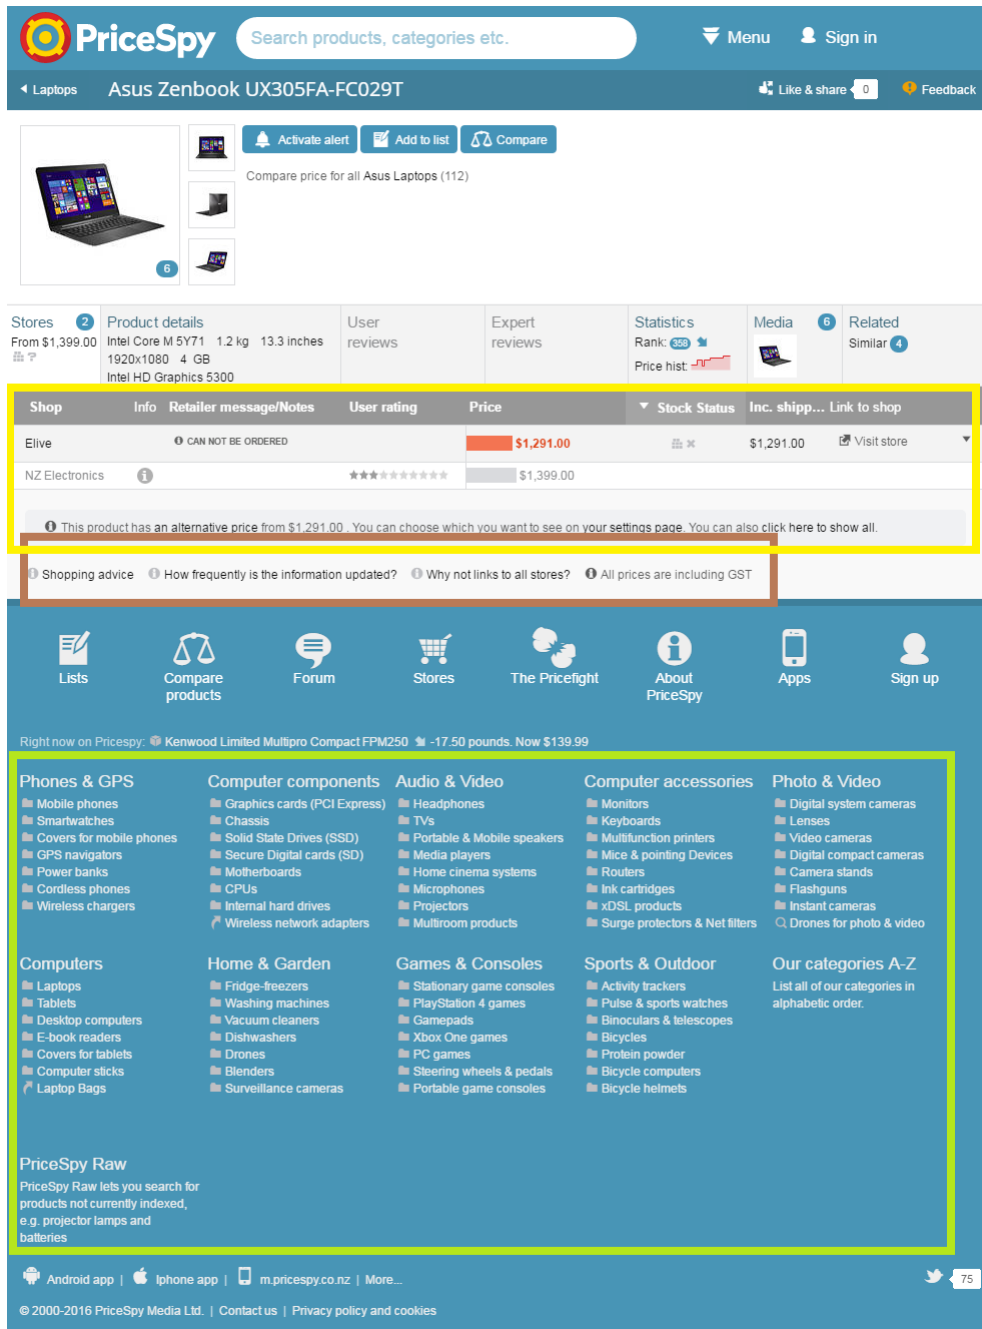 PriceSpy
Search products, categories etc.
Menu
Sign in
Laptops
Asus Zenbook UX305FA-FC029T
Like & share
0
Feedback
Activate alert
Add to list
Compare
Compare price for all Asus Laptops (112)
6
Stores 2
From $1,399.00
?
Product details
Intel Core M 5Y71 1.2 kg 13.3 inches
1920x1080 4 GB
Intel HD Graphics 5300
User
reviews
Expert
reviews
Statistics
Rank: 358
Price hist:
Media 6
Related
Similar 4
Shop Info Retailer message/Notes User rating Price Stock Status Inc. shipp... Link to shop
Elive CAN NOT BE ORDERED $1,291.00 $1,291.00 Visit store
NZ Electronics $1,399.00
This product has an alternative price from $1,291.00 . You can choose which you want to see on your settings page. You can also click here to show all.
Shopping advice How frequently is the information updated? Why not links to all stores? All prices are including GST
Lists
Compare
products
Forum
Stores
The Pricefight
About
PriceSpy
Apps
Sign up
Right now on Pricespy: Kenwood Limited Multipro Compact FPM250 -17.50 pounds. Now $139.99
Phones & GPS
Mobile phones
Smartwatches
Covers for mobile phones
GPS navigators
Power banks
Cordless phones
Wireless chargers
Computer components
Graphics cards (PCI Express)
Chassis
Solid State Drives (SSD)
Secure Digital cards (SD)
Motherboards
CPUs
Internal hard drives
Wireless network adapters
Audio & Video
Headphones
TVs
Portable & Mobile speakers
Media players
Home cinema systems
Microphones
Projectors
Multiroom products
Computer accessories
Monitors
Keyboards
Multifunction printers
Mice & pointing Devices
Routers
Ink cartridges
xDSL products
Surge protectors & Net filters
Photo & Video
Digital system cameras
Lenses
Video cameras
Digital compact cameras
Camera stands
Flashguns
Instant cameras
Drones for photo & video
Computers
Laptops
Tablets
Desktop computers
E-book readers
Covers for tablets
Computer sticks
Laptop Bags
Home & Garden
Fridge-freezers
Washing machines
Vacuum cleaners
Dishwashers
Drones
Blenders
Surveillance cameras
Games & Consoles
Stationary game consoles
PlayStation 4 games
Gamepads
Xbox One games
PC games
Steering wheels & pedals
Portable game consoles
Sports & Outdoor
Activity trackers
Pulse & sports watches
Binoculars & telescopes
Bicycles
Protein powder
Bicycle computers
Bicycle helmets
Our categories A-Z
List all of our categories in
alphabetic order.
PriceSpy Raw
PriceSpy Raw lets you search for
products not currently indexed,
e.g. projector lamps and
batteries
Android app | Iphone app | m.pricespy.co.nz | More...
75
© 2000-2016 PriceSpy Media Ltd. | Contact us | Privacy policy and cookies